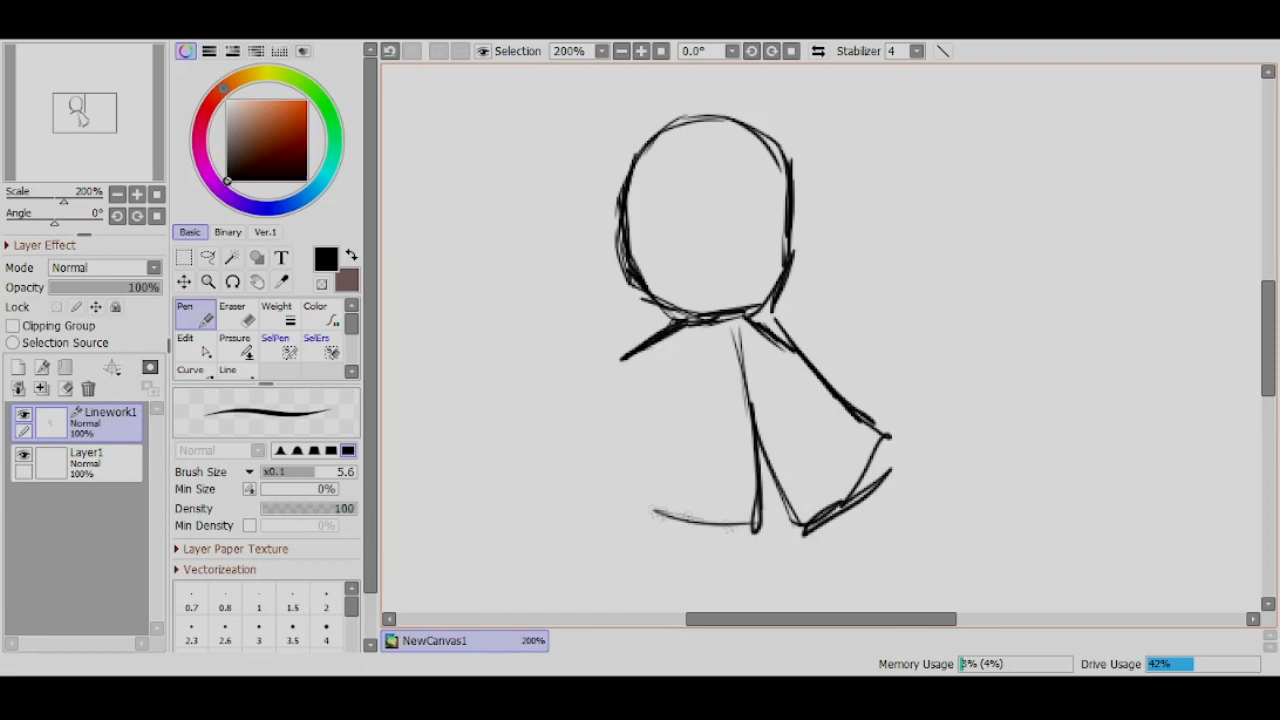 Selection 200% 0.0° Stabilizer 4
Scale 200%
Angle 0°
Layer Effect
Mode Normal
Opacity 100%
Lock
Clipping Group
Selection Source
Linework1
Normal
100%
Layer1
Normal
100%
Basic Binary Ver.1
T
Pen Eraser Weight Color
Edit Prssure SelPen SelErs
Curve Line
Normal
Brush Size x0.1 5.6
Min Size 0%
Density 100
Min Density 0%
Layer Paper Texture
Vectorizeation
0.7 0.8 1 1.5 2
2.3 2.6 3 3.5 4
NewCanvas1 200%
Memory Usage 3% (4%) Drive Usage 42%